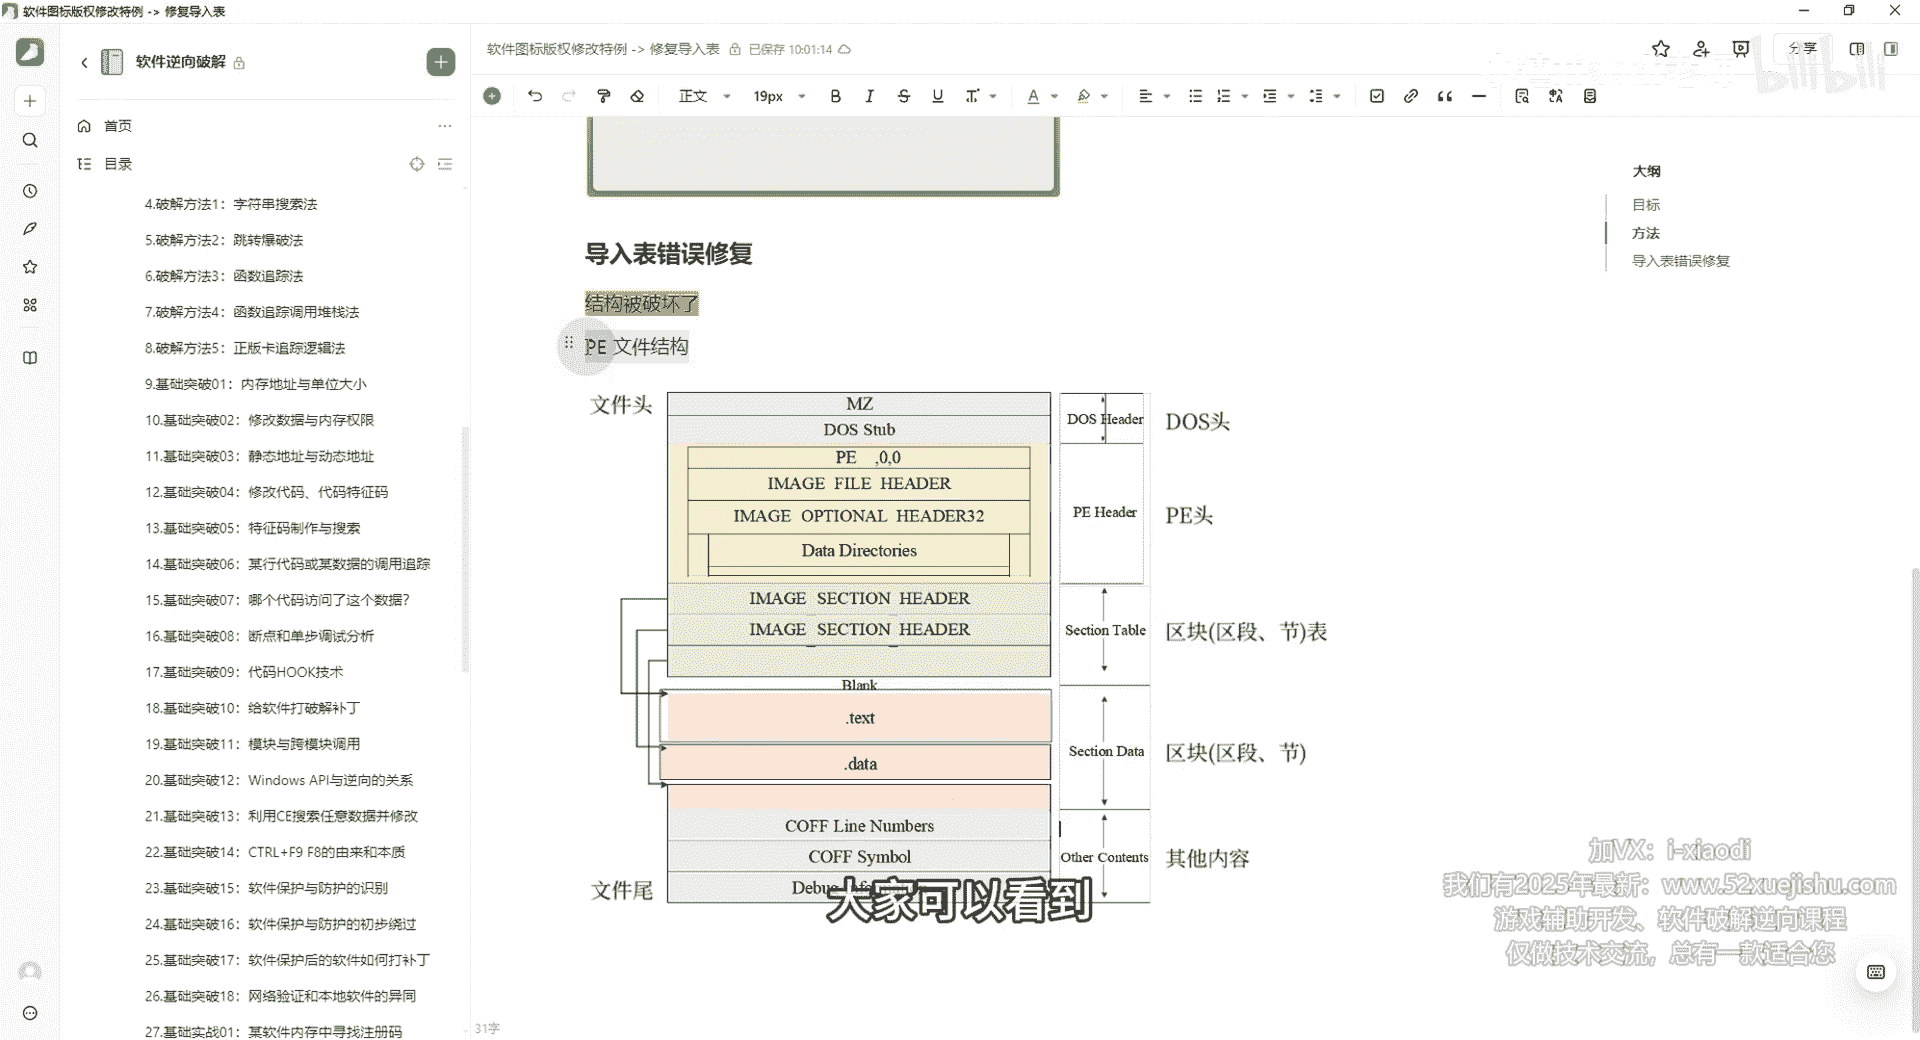 软件图标版权修改特例 -> 修复导入表
软件逆向破解
首页
目录
4.破解方法1：字符串搜索法
5.破解方法2：跳转爆破法
6.破解方法3：函数追踪法
7.破解方法4：函数追踪调用堆栈法
8.破解方法5：正版卡追踪逻辑法
9.基础突破01：内存地址与单位大小
10.基础突破02：修改数据与内存权限
11.基础突破03：静态地址与动态地址
12.基础突破04：修改代码、代码特征码
13.基础突破05：特征码制作与搜索
14.基础突破06：某行代码或某数据的调用追踪
15.基础突破07：哪个代码访问了这个数据?
16.基础突破08：断点和单步调试分析
17.基础突破09：代码HOOK技术
18.基础突破10：给软件打破解补丁
19.基础突破11：模块与跨模块调用
20.基础突破12：Windows API与逆向的关系
21.基础突破13：利用CE搜索任意数据并修改
22.基础突破14：CTRL+F9 F8的由来和本质
23.基础突破15：软件保护与防护的识别
24.基础突破16：软件保护与防护的初步绕过
25.基础突破17：软件保护后的软件如何打补丁
26.基础突破18：网络验证和本地软件的异同
27.基础实战01：某软件内存中寻找注册码
软件图标版权修改特例 -> 修复导入表 已保存 10:01:14
分享
bilibili
正文 19px B I S U T A
导入表错误修复
结构被破坏了
PE 文件结构
文件头
MZ
DOS Stub
DOS Header
DOS头
PE ,0,0
IMAGE FILE HEADER
IMAGE OPTIONAL HEADER32
Data Directories
PE Header
PE头
IMAGE SECTION HEADER
IMAGE SECTION HEADER
Section Table
区块(区段、节)表
Blank
.text
.data
Section Data
区块(区段、节)
COFF Line Numbers
COFF Symbol
Other Contents
其他内容
文件尾
Debug
大家可以看到
大纲
目标
方法
导入表错误修复
加VX：i-xiaodi
我们有2025年最新：www.52xuejishu.com
游戏辅助开发、软件破解逆向课程
仅做技术交流，总有一款适合您
31字